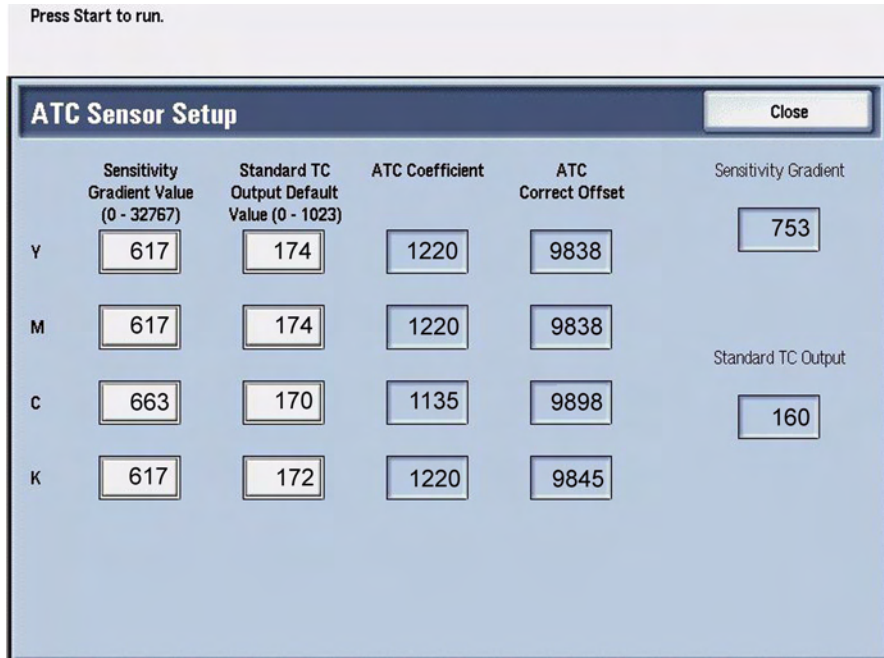 Press Start to run.
ATC Sensor Setup
Close
Sensitivity
Gradient Value
(0 - 32767)
Standard TC
Output Default
Value (0 - 1023)
ATC Coefficient
ATC
Correct Offset
Sensitivity Gradient
753
Y 617 174 1220 9838
M 617 174 1220 9838
Standard TC Output
160
C 663 170 1135 9898
K 617 172 1220 9845